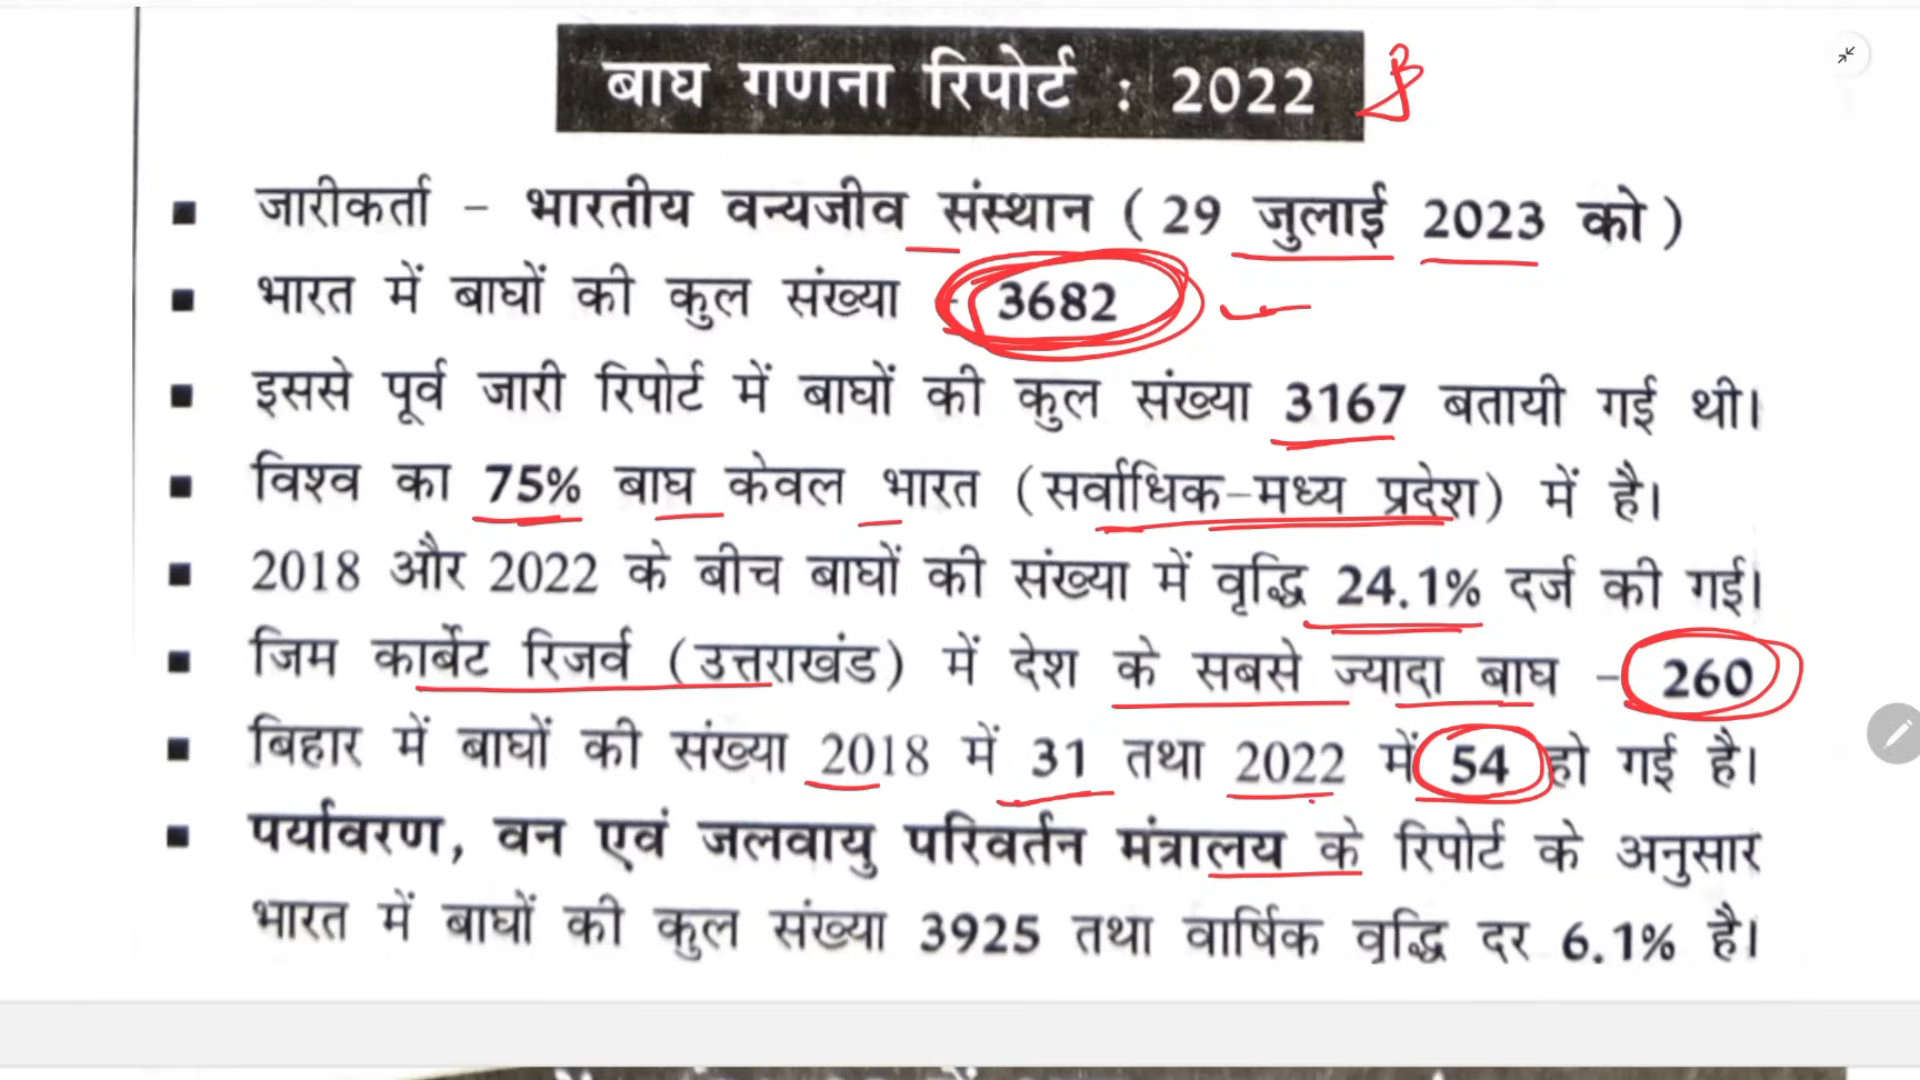 बाघ गणना रिपोर्ट : 2022
▪ जारीकर्ता - भारतीय वन्यजीव संस्थान (29 जुलाई 2023 को)
▪ भारत में बाघों की कुल संख्या - 3682
▪ इससे पूर्व जारी रिपोर्ट में बाघों की कुल संख्या 3167 बतायी गई थी।
▪ विश्व का 75% बाघ केवल भारत (सर्वाधिक-मध्य प्रदेश) में है।
▪ 2018 और 2022 के बीच बाघों की संख्या में वृद्धि 24.1% दर्ज की गई।
▪ जिम कार्बेट रिजर्व (उत्तराखंड) में देश के सबसे ज्यादा बाघ - 260
▪ बिहार में बाघों की संख्या 2018 में 31 तथा 2022 में 54 हो गई है।
▪ पर्यावरण, वन एवं जलवायु परिवर्तन मंत्रालय के रिपोर्ट के अनुसार
भारत में बाघों की कुल संख्या 3925 तथा वार्षिक वृद्धि दर 6.1% है।